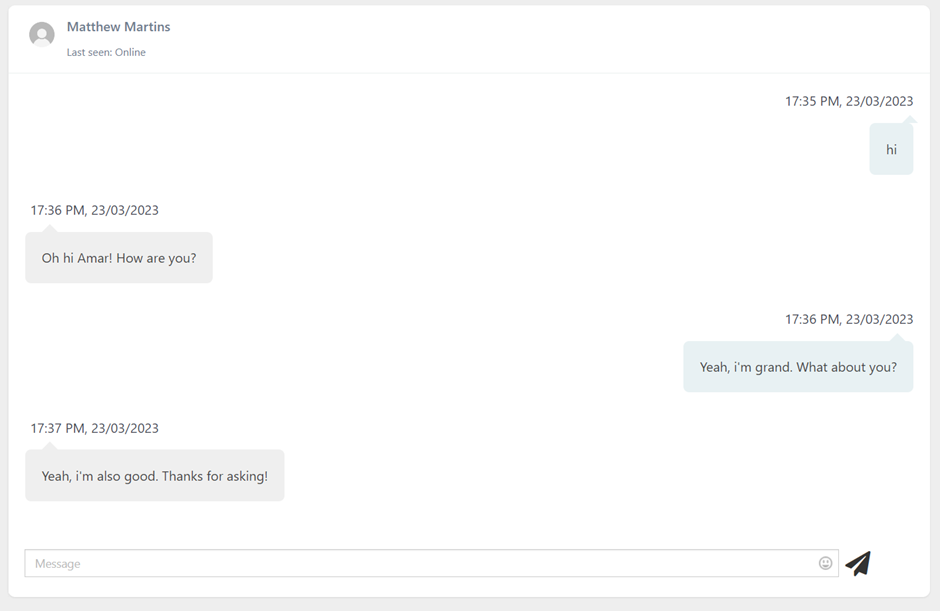 Matthew Martins
Last seen: Online
17:35 PM, 23/03/2023
hi
17:36 PM, 23/03/2023
Oh hi Amar! How are you?
17:36 PM, 23/03/2023
Yeah, i'm grand. What about you?
17:37 PM, 23/03/2023
Yeah, i'm also good. Thanks for asking!
Message